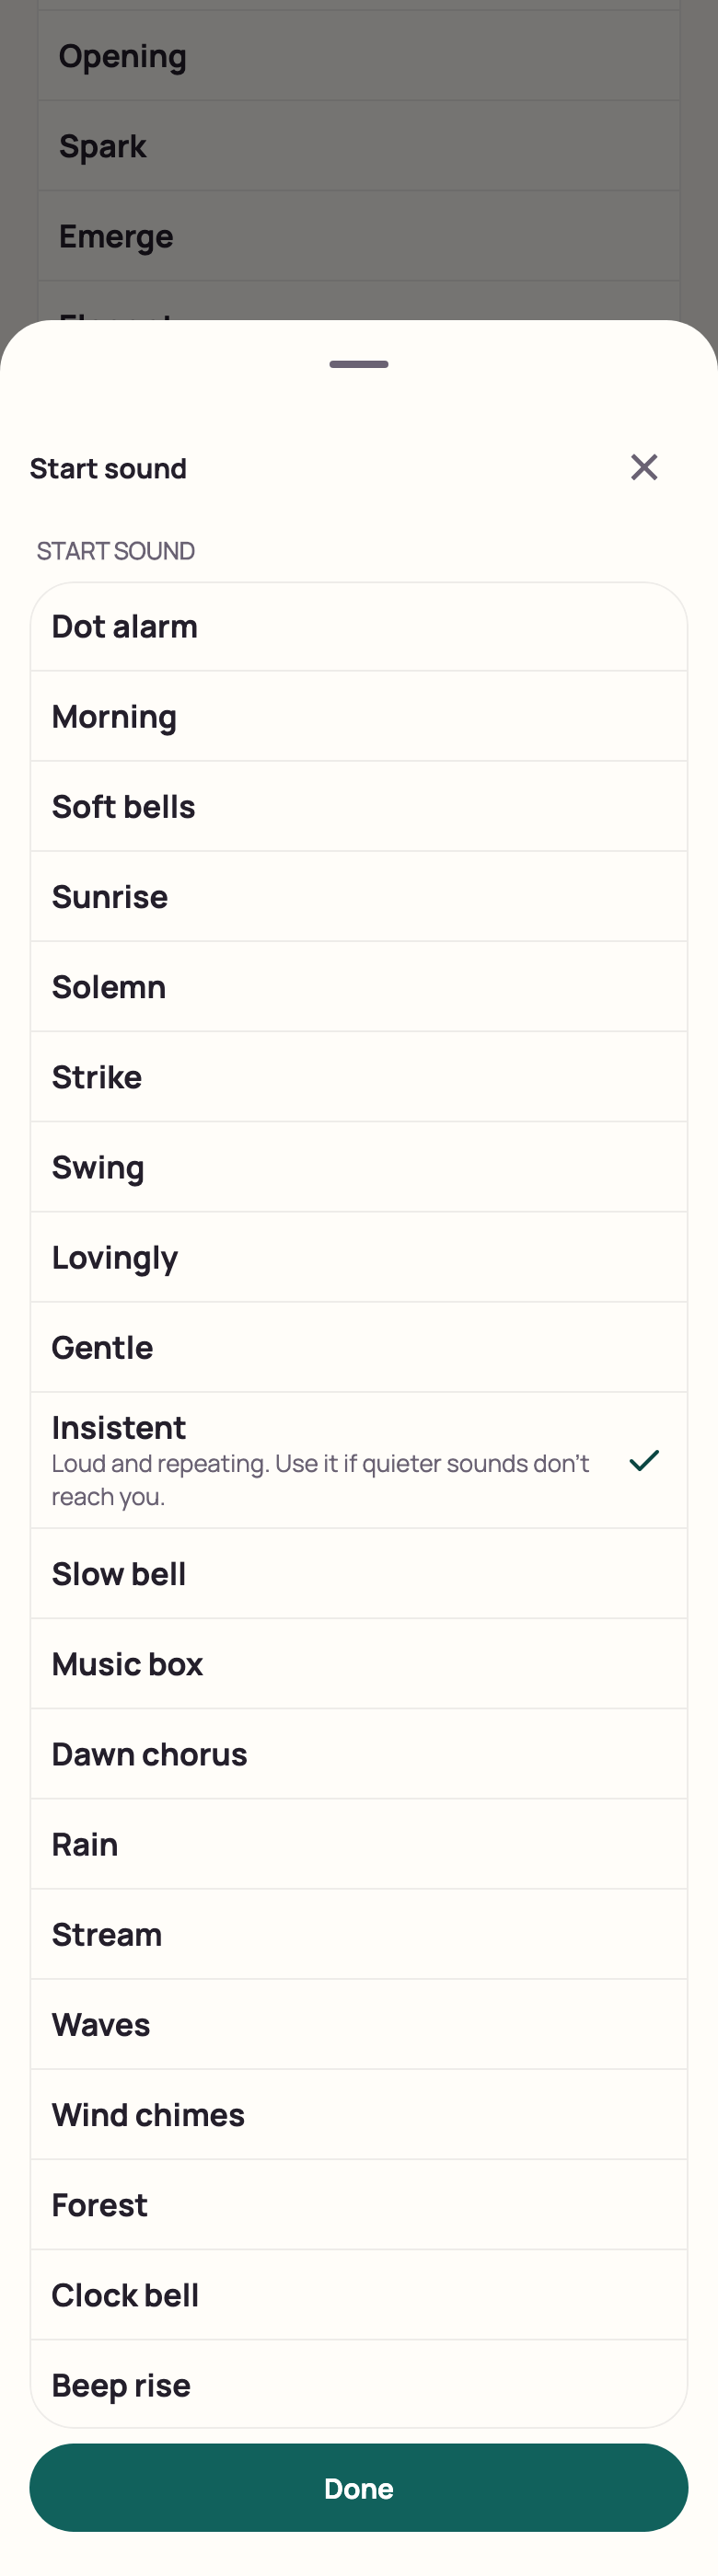 Opening
Spark
Emerge
Start sound
START SOUND
Dot alarm
Morning
Soft bells
Sunrise
Solemn
Strike
Swing
Lovingly
Gentle
Insistent
Loud and repeating. Use it if quieter sounds don’t
reach you.
Slow bell
Music box
Dawn chorus
Rain
Stream
Waves
Wind chimes
Forest
Clock bell
Beep rise
Done